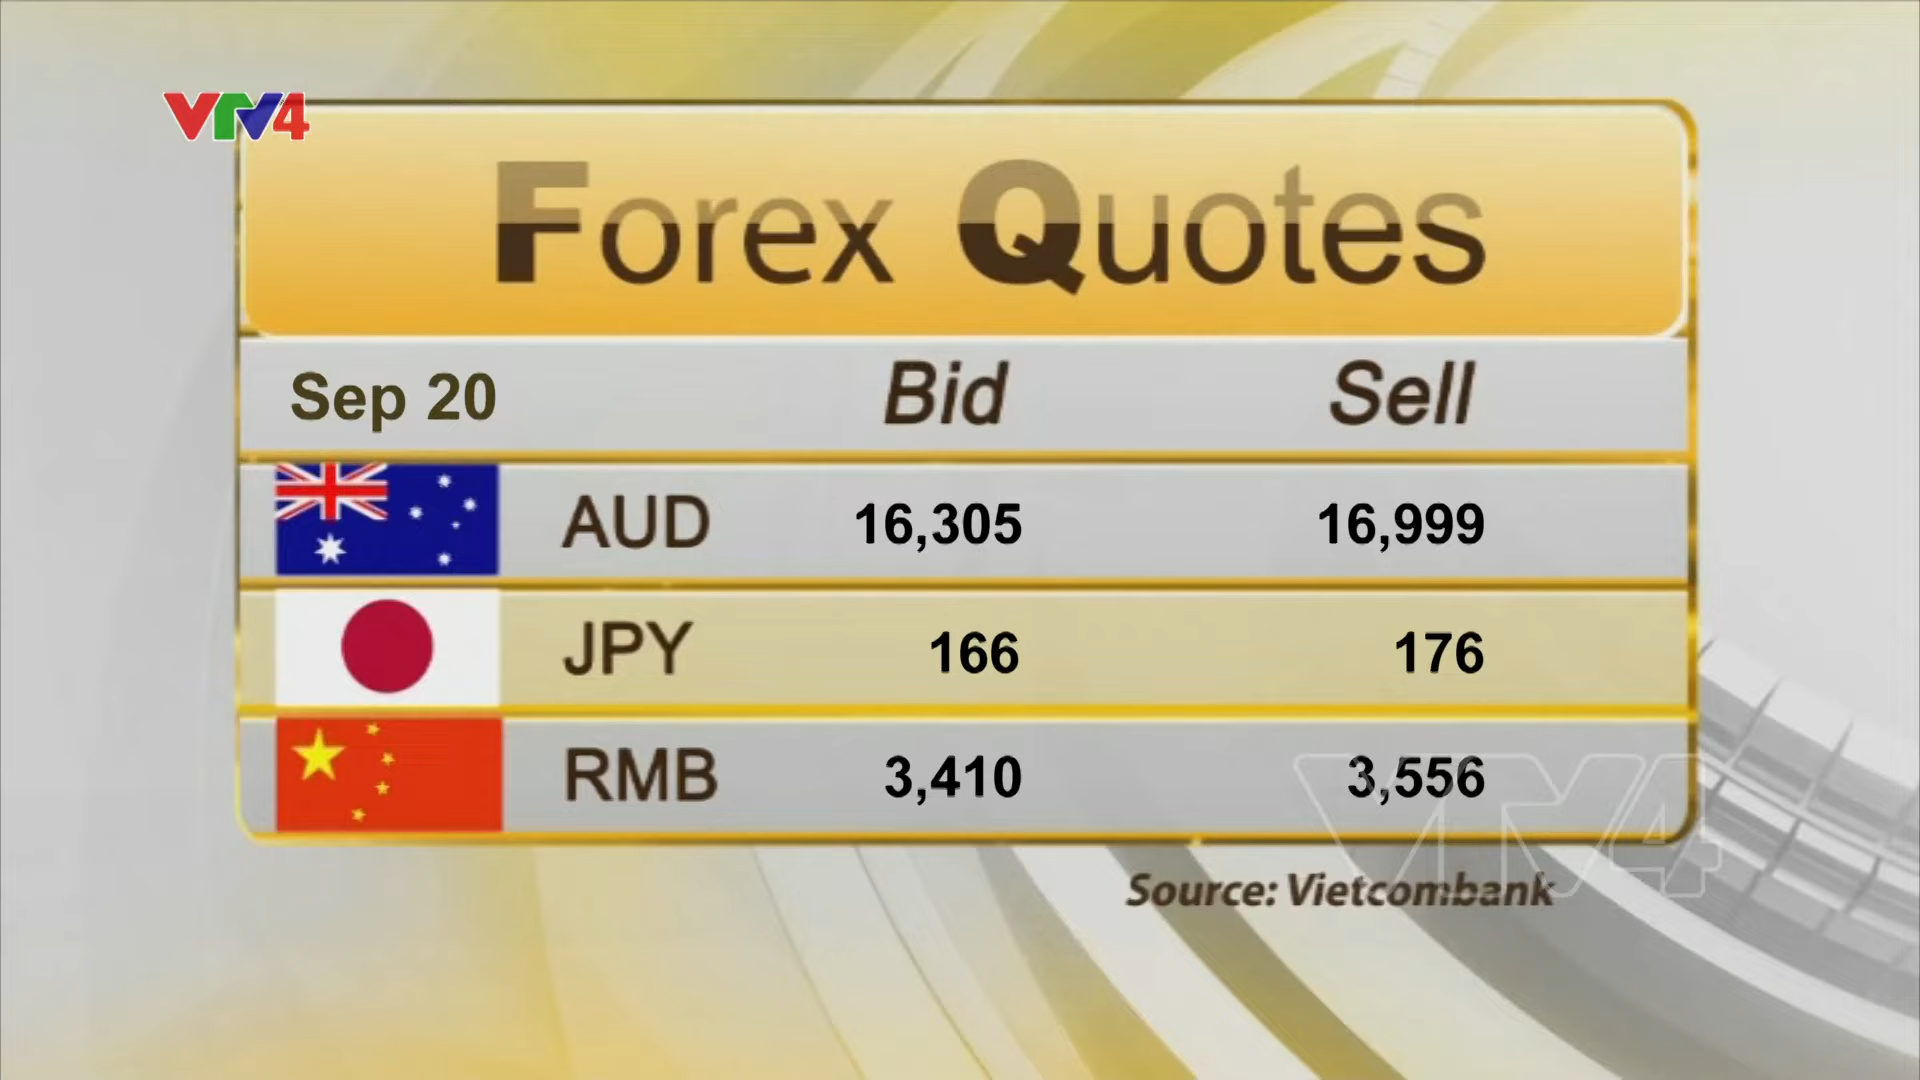 VTV4
Forex Quotes
Sep 20 Bid Sell
AUD 16,305 16,999
JPY 166 176
RMB 3,410 3,556
VTV4
Source: Vietcombank